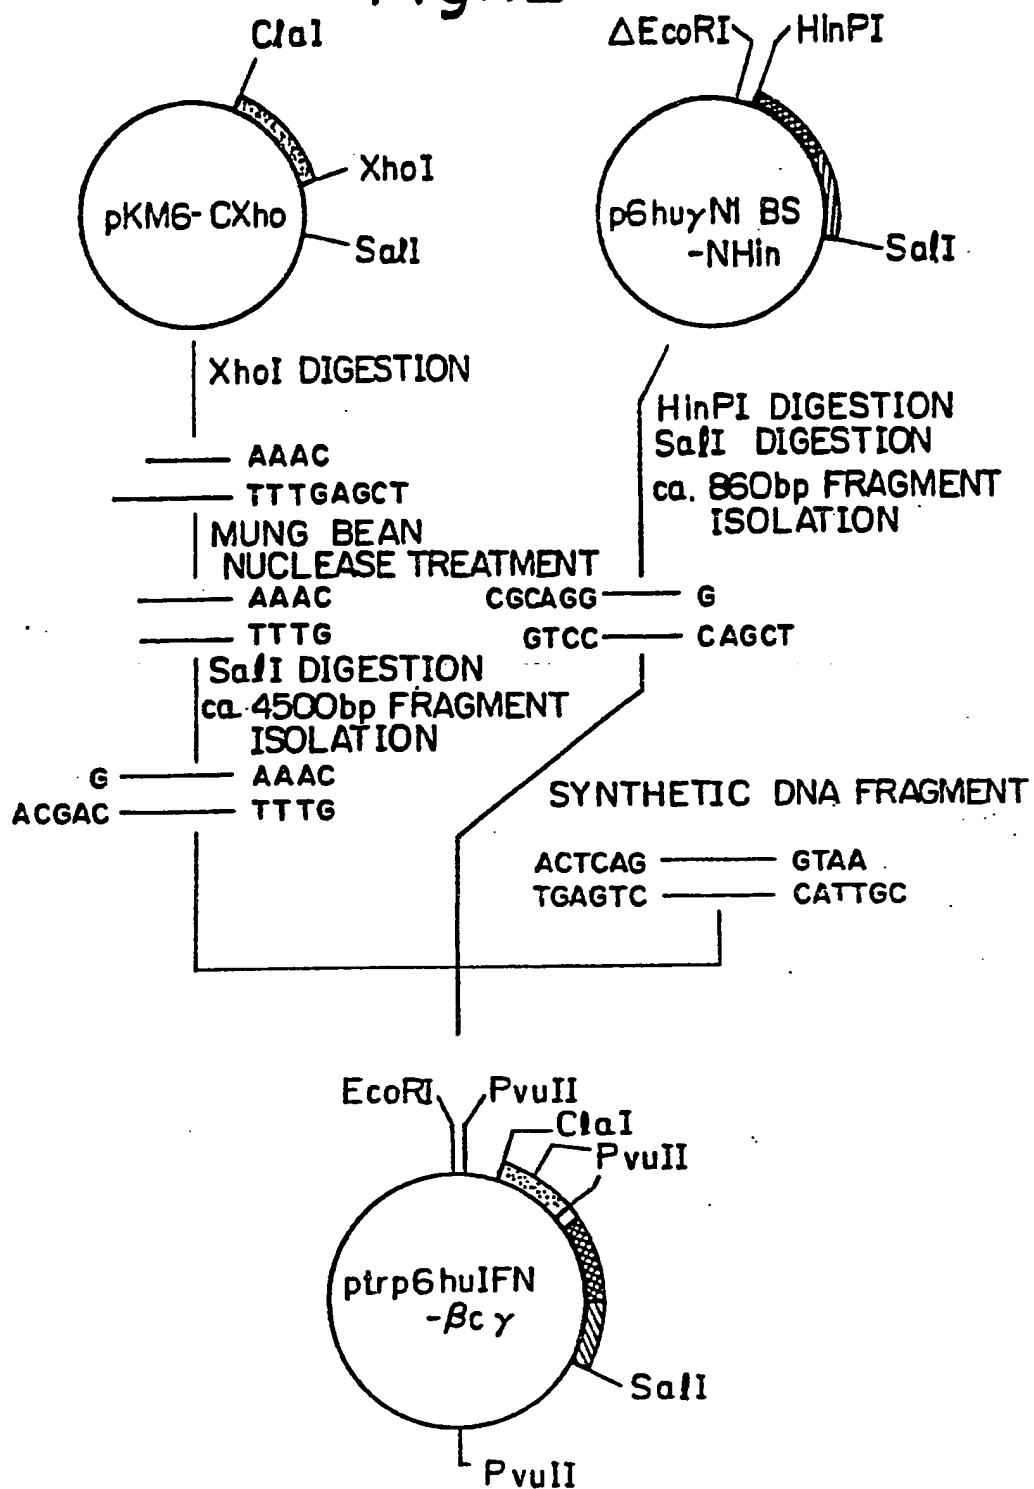 ClaI
XhoI
SalI
pKM6-CXho
ΔEcoRI
HinPI
p6huγN1 BS
-NHin
SalI
XhoI DIGESTION
AAAC
TTTGAGCT
MUNG BEAN
NUCLEASE TREATMENT
AAAC
TTTG
SalI DIGESTION
ca. 4500bp FRAGMENT
ISOLATION
G AAAC
ACGAC TTTG
HinPI DIGESTION
SalI DIGESTION
ca. 860bp FRAGMENT
ISOLATION
CGCAGG G
GTCC CAGCT
SYNTHETIC DNA FRAGMENT
ACTCAG GTAA
TGAGTC CATTGC
EcoRI
PvuII
ClaI
PvuII
ptrp6huIFN
-βcγ
SalI
PvuII